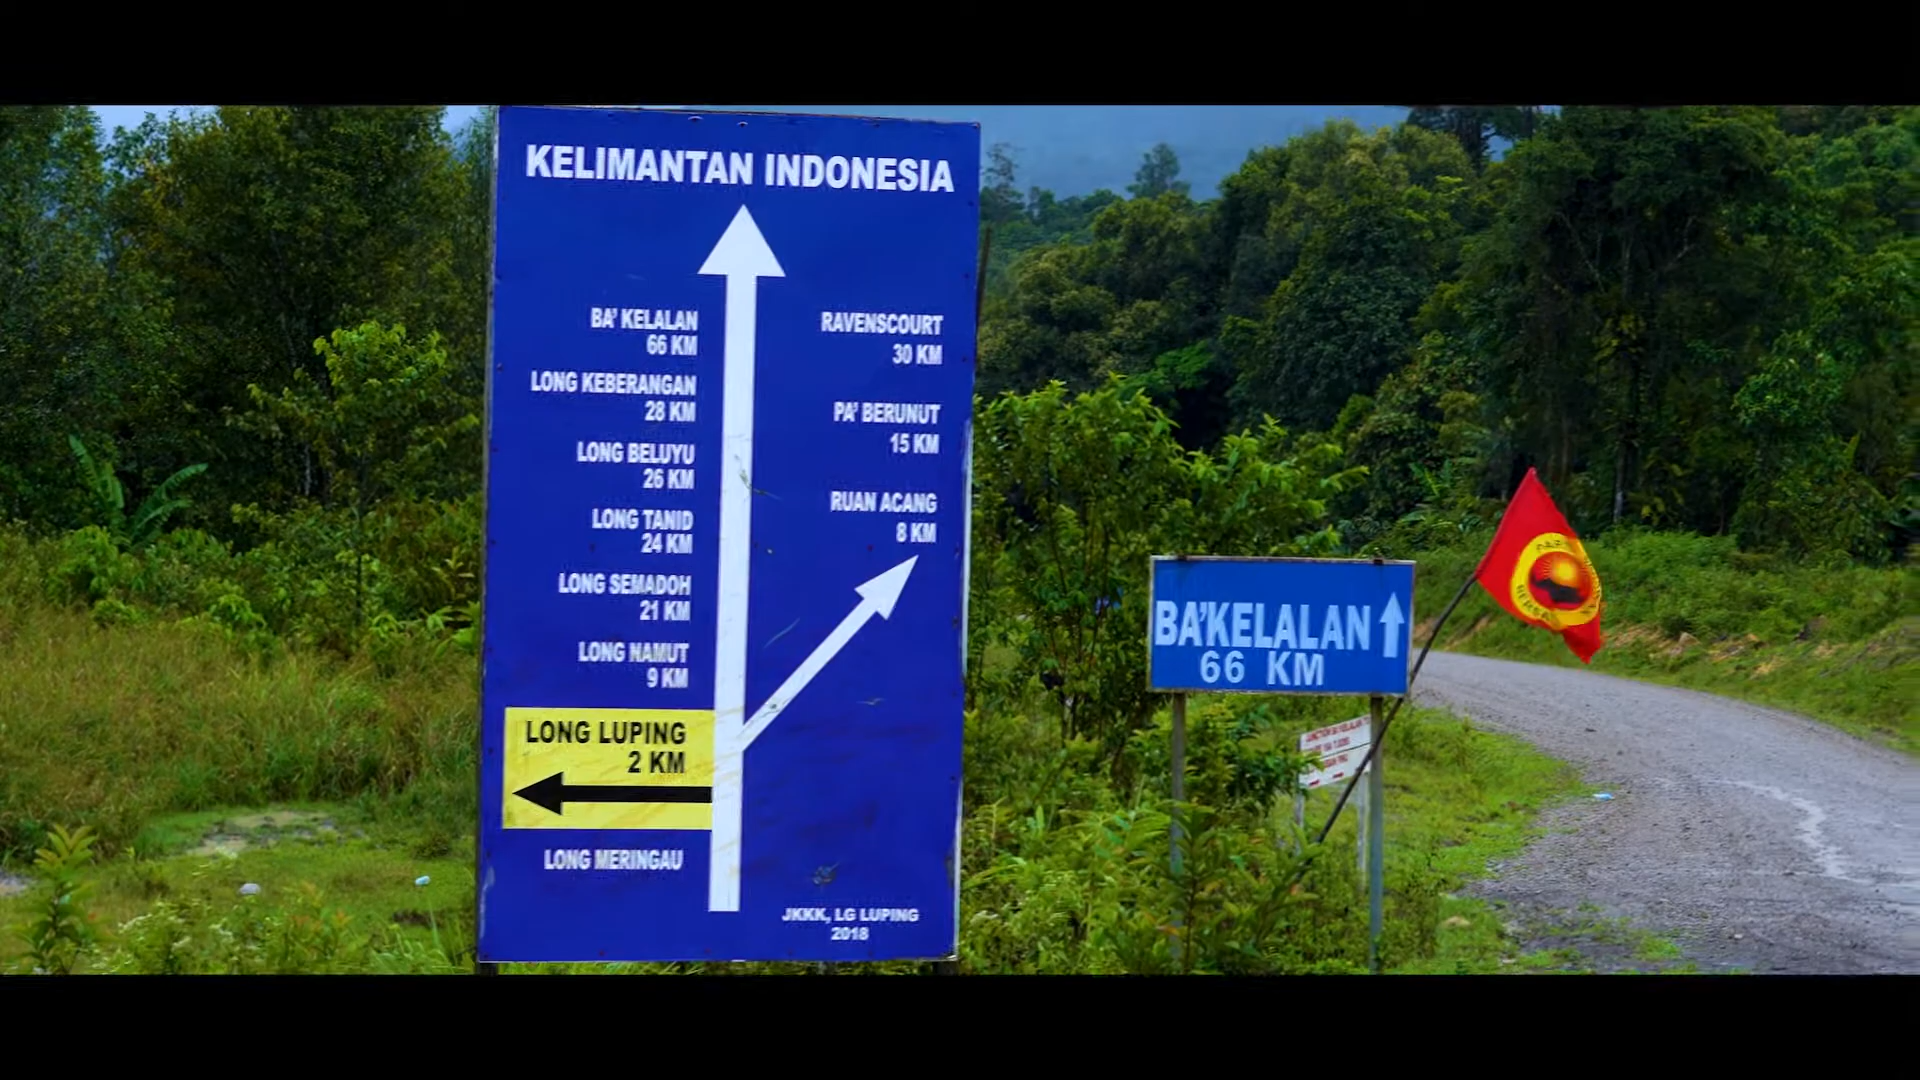 KELIMANTAN INDONESIA
BA' KELALAN
66 KM
LONG KEBERANGAN
28 KM
LONG BELUYU
26 KM
LONG TANID
24 KM
LONG SEMADOH
21 KM
LONG NAMUT
9 KM
LONG LUPING
2 KM
LONG MERINGAU
RAVENSCOURT
30 KM
PA' BERUNUT
15 KM
RUAN ACANG
8 KM
JKKK, LG LUPING
2018
BA'KELALAN
66 KM